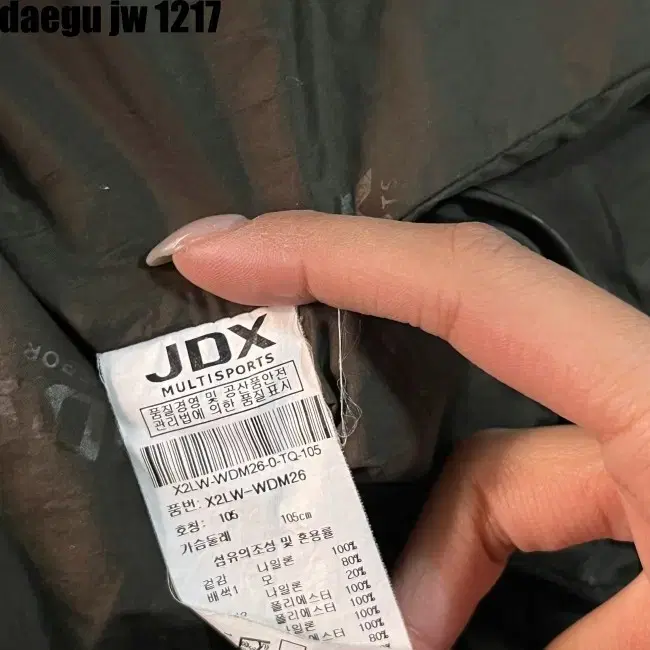 daegu jw 1217
JDX
MULTISPORTS
품질경영 및 공산품안전
관리법에 의한 품질표시
X2LW-WDM26-0-TQ-105
품번: X2LW-WDM26
호칭: 105 105cm
가슴둘레
섬유의조성 및 혼용율
겉감 나일론 100%
배색1 모 80%
나일론 20%
폴리에스터 100%
폴리에스터 100%
나일론 100%
80%